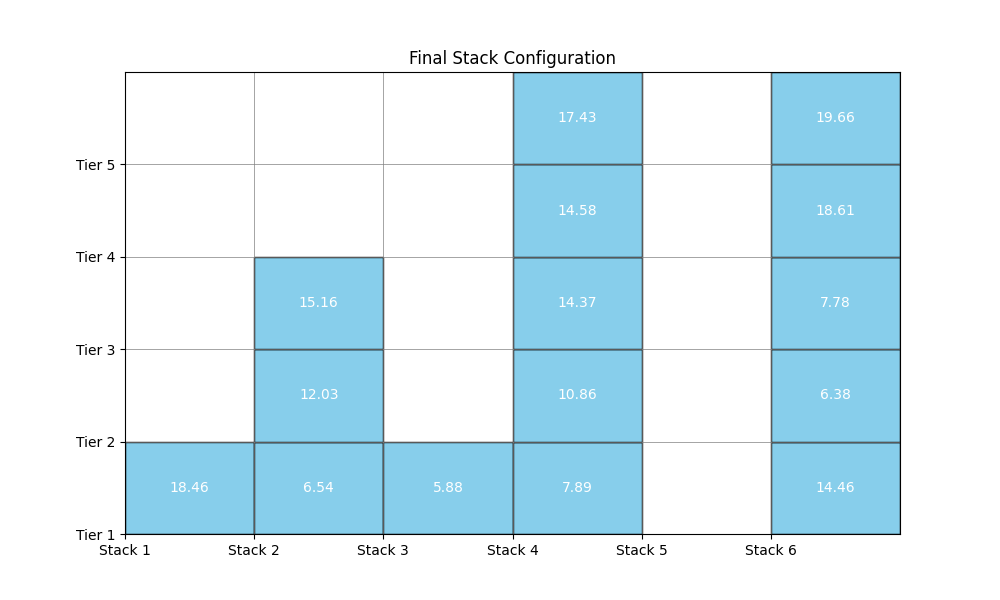 Final Stack Configuration
17.43 19.66
Tier 5
14.58 18.61
Tier 4
15.16 14.37 7.78
Tier 3
12.03 10.86 6.38
Tier 2
18.46 6.54 5.88 7.89 14.46
Tier 1
Stack 1 Stack 2 Stack 3 Stack 4 Stack 5 Stack 6